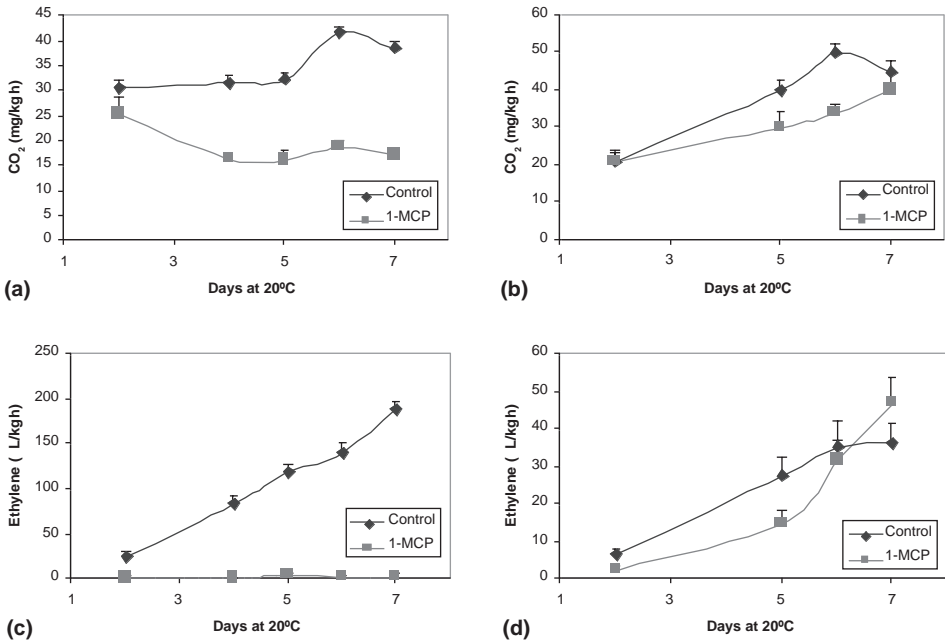 45
40
35
30
25
20
15
10
5
0
CO2 (mg/kgh)
1 3 5 7
Days at 20ºC
Control
1-MCP
(a)
60
50
40
30
20
10
0
CO2 (mg/kgh)
1 3 5 7
Days at 20ºC
Control
1-MCP
(b)
250
200
150
100
50
0
Ethylene ( L/kgh)
1 3 5 7
Days at 20ºC
Control
1-MCP
(c)
60
50
40
30
20
10
0
Ethylene ( L/kgh)
1 3 5 7
Days at 20ºC
Control
1-MCP
(d)